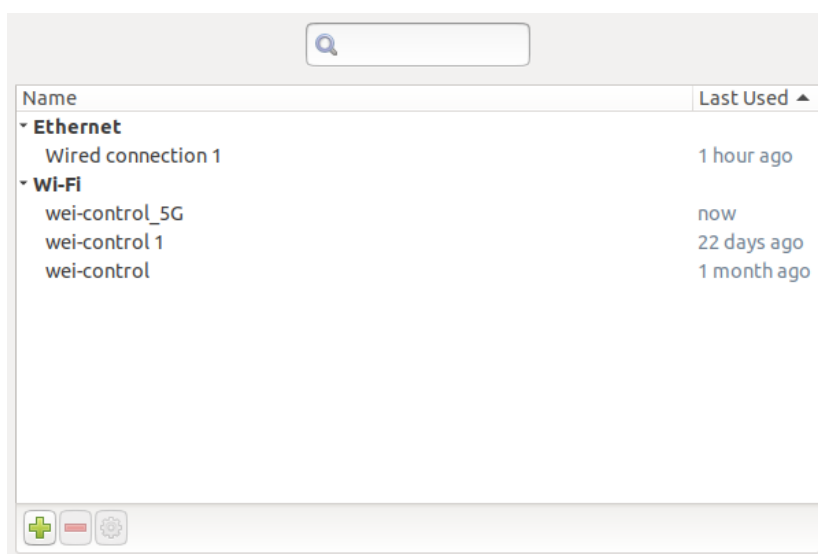 Name Last Used
Ethernet
Wired connection 1 1 hour ago
Wi-Fi
wei-control_5G now
wei-control 1 22 days ago
wei-control 1 month ago